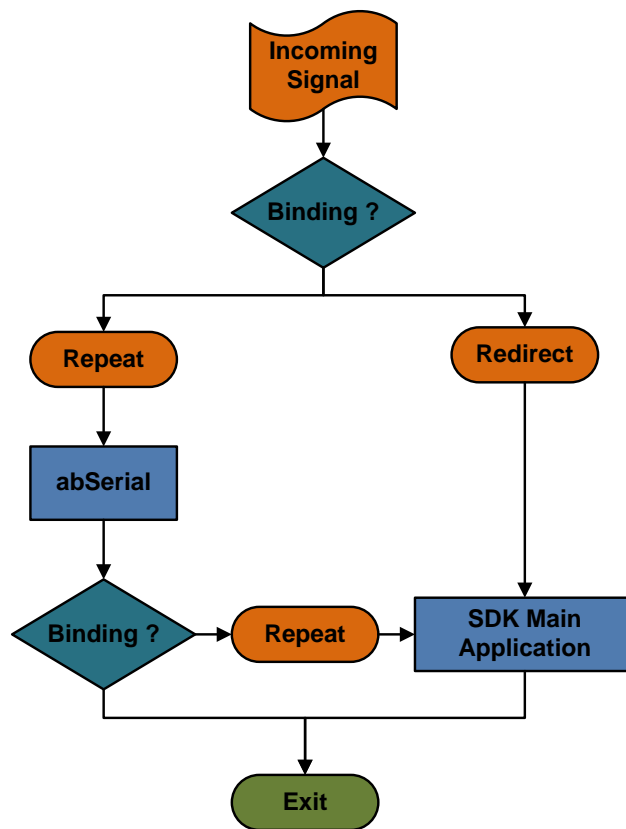 Incoming
Signal
Binding ?
Repeat
Redirect
abSerial
Binding ?
Repeat
SDK Main
Application
Exit